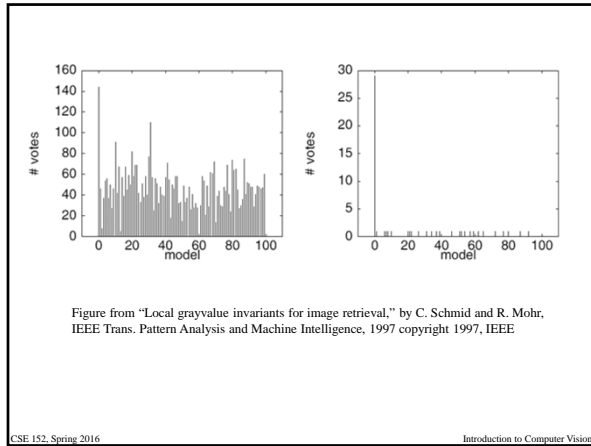 160
140
120
100
80
60
40
20
0
# votes
0 20 40 60 80 100
model
30
25
20
15
10
5
0
# votes
0 20 40 60 80 100
model
Figure from “Local grayvalue invariants for image retrieval,” by C. Schmid and R. Mohr,
IEEE Trans. Pattern Analysis and Machine Intelligence, 1997 copyright 1997, IEEE
CSE 152, Spring 2016
Introduction to Computer Vision